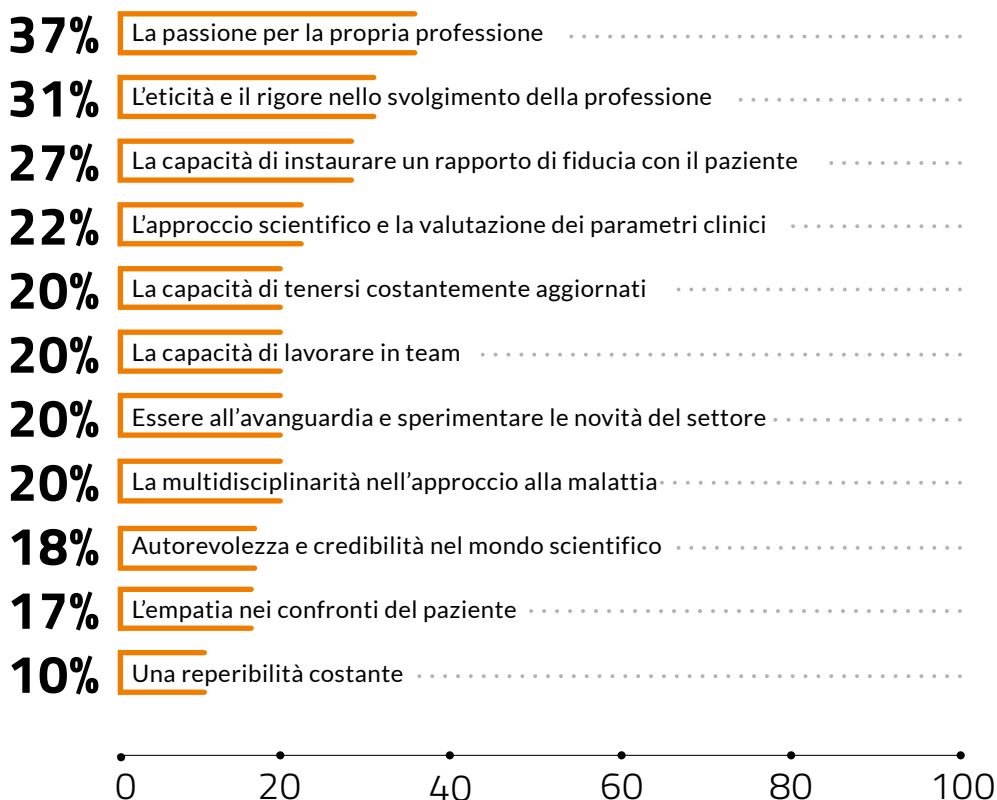 37% La passione per la propria professione
31% L’eticità e il rigore nello svolgimento della professione
27% La capacità di instaurare un rapporto di fiducia con il paziente
22% L’approccio scientifico e la valutazione dei parametri clinici
20% La capacità di tenersi costantemente aggiornati
20% La capacità di lavorare in team
20% Essere all’avanguardia e sperimentare le novità del settore
20% La multidisciplinarità nell’approccio alla malattia
18% Autorevolezza e credibilità nel mondo scientifico
17% L’empatia nei confronti del paziente
10% Una reperibilità costante
0 20 40 60 80 100